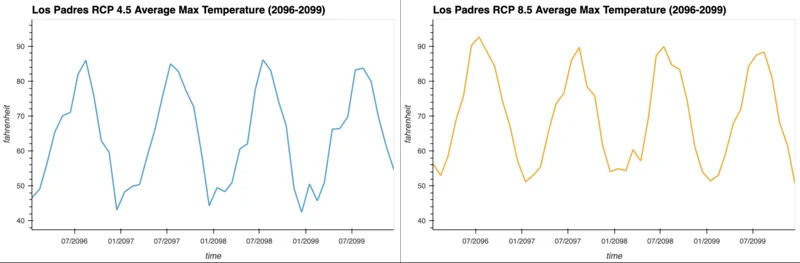 Los Padres RCP 4.5 Average Max Temperature (2096-2099)
90
80
70
60
50
40
fahrenheit
07/2096 01/2097 07/2097 01/2098 07/2098 01/2099 07/2099
time
Los Padres RCP 8.5 Average Max Temperature (2096-2099)
90
80
70
60
50
40
fahrenheit
07/2096 01/2097 07/2097 01/2098 07/2098 01/2099 07/2099
time